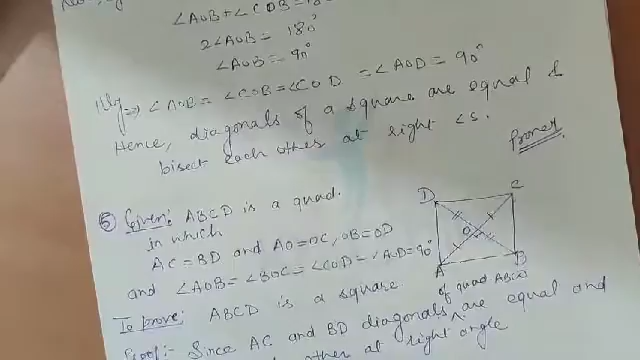 ∠AOB + ∠COB = 180°
2∠AOB = 180°
∠AOB = 90°
Illy ⇒ ∠AOB = ∠COB = ∠COD = ∠AOD = 90°
Hence, diagonals of a square are equal &
bisect each other at right ∠s.
Proved
⑤ Given: ABCD is a quad.
in which
AC = BD and AO = OC, OB = OD
and ∠AOB = ∠BOC = ∠COD = ∠AOD = 90°
D
C
O
A
B
To prove: ABCD is a square
of quad ABCD
Proof:- Since AC and BD diagonals are equal and
other at right angle